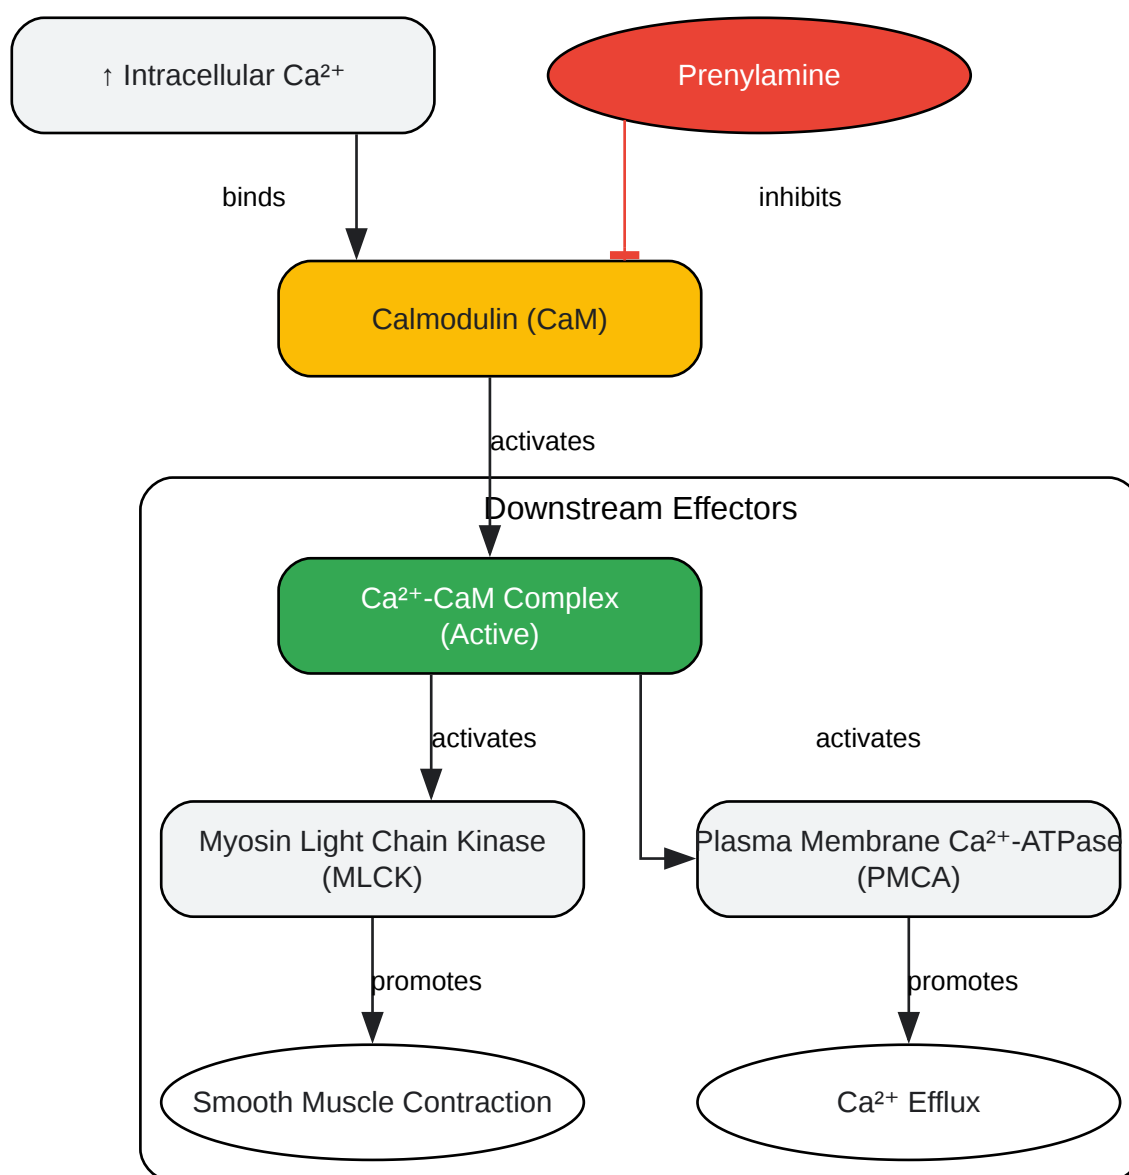 ↑ Intracellular Ca²⁺
Prenylamine
binds
inhibits
Calmodulin (CaM)
activates
Downstream Effectors
Ca²⁺-CaM Complex
(Active)
activates
activates
Myosin Light Chain Kinase
(MLCK)
Plasma Membrane Ca²⁺-ATPase
(PMCA)
promotes
promotes
Smooth Muscle Contraction
Ca²⁺ Efflux